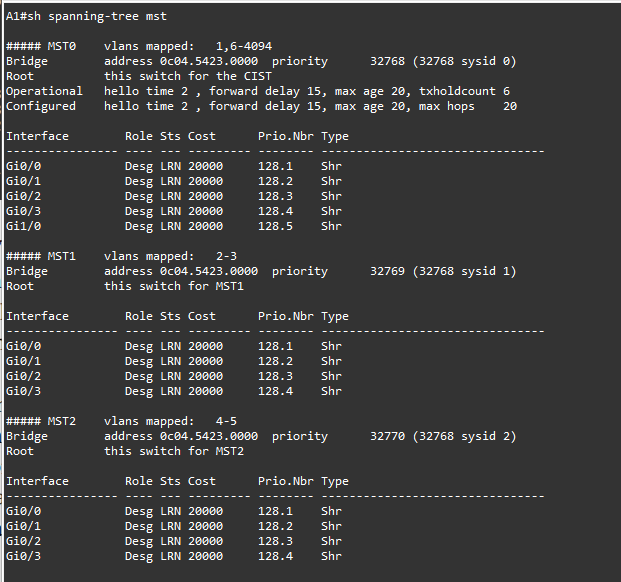 A1#sh spanning-tree mst
##### MST0    vlans mapped:   1,6-4094
Bridge        address 0c04.5423.0000  priority      32768 (32768 sysid 0)
Root          this switch for the CIST
Operational   hello time 2 , forward delay 15, max age 20, txholdcount 6
Configured    hello time 2 , forward delay 15, max age 20, max hops    20
Interface        Role Sts Cost      Prio.Nbr Type
---------------- ---- --- --------- -------- --------------------------------
Gi0/0            Desg LRN 20000     128.1    Shr
Gi0/1            Desg LRN 20000     128.2    Shr
Gi0/2            Desg LRN 20000     128.3    Shr
Gi0/3            Desg LRN 20000     128.4    Shr
Gi1/0            Desg LRN 20000     128.5    Shr
##### MST1    vlans mapped:   2-3
Bridge        address 0c04.5423.0000  priority      32769 (32768 sysid 1)
Root          this switch for MST1
Interface        Role Sts Cost      Prio.Nbr Type
---------------- ---- --- --------- -------- --------------------------------
Gi0/0            Desg LRN 20000     128.1    Shr
Gi0/1            Desg LRN 20000     128.2    Shr
Gi0/2            Desg LRN 20000     128.3    Shr
Gi0/3            Desg LRN 20000     128.4    Shr
##### MST2    vlans mapped:   4-5
Bridge        address 0c04.5423.0000  priority      32770 (32768 sysid 2)
Root          this switch for MST2
Interface        Role Sts Cost      Prio.Nbr Type
---------------- ---- --- --------- -------- --------------------------------
Gi0/0            Desg LRN 20000     128.1    Shr
Gi0/1            Desg LRN 20000     128.2    Shr
Gi0/2            Desg LRN 20000     128.3    Shr
Gi0/3            Desg LRN 20000     128.4    Shr